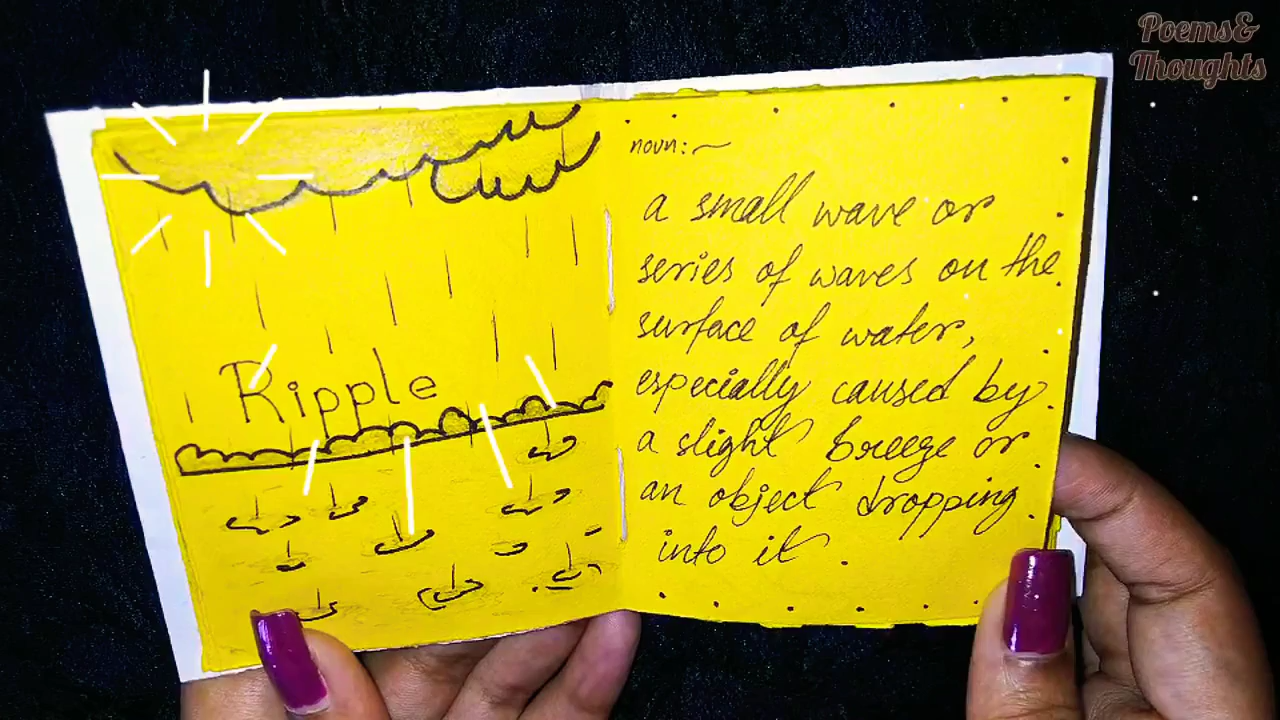 Poems&
Thoughts
Ripple
noun:~
a small wave or
series of waves on the
surface of water,
especially caused by
a slight breeze or
an object dropping
into it.